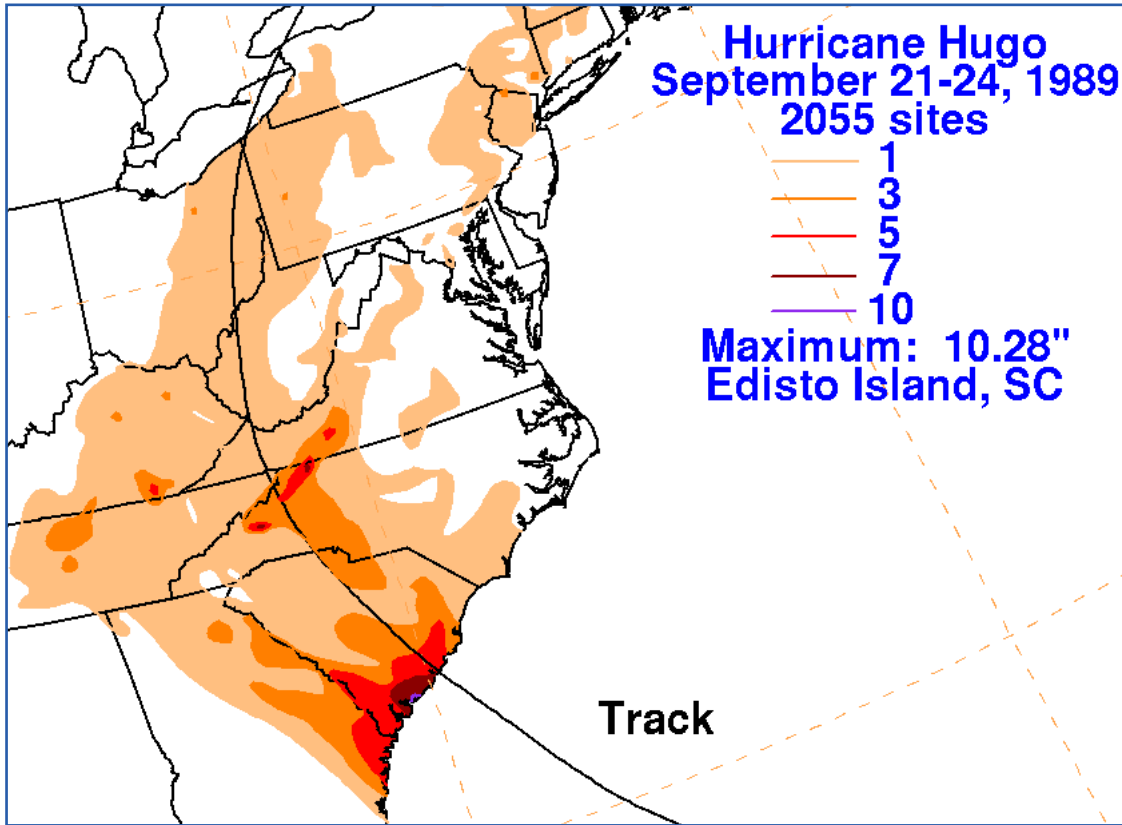 Hurricane Hugo
September 21-24, 1989
2055 sites
1
3
5
7
10
Maximum: 10.28"
Edisto Island, SC
Track